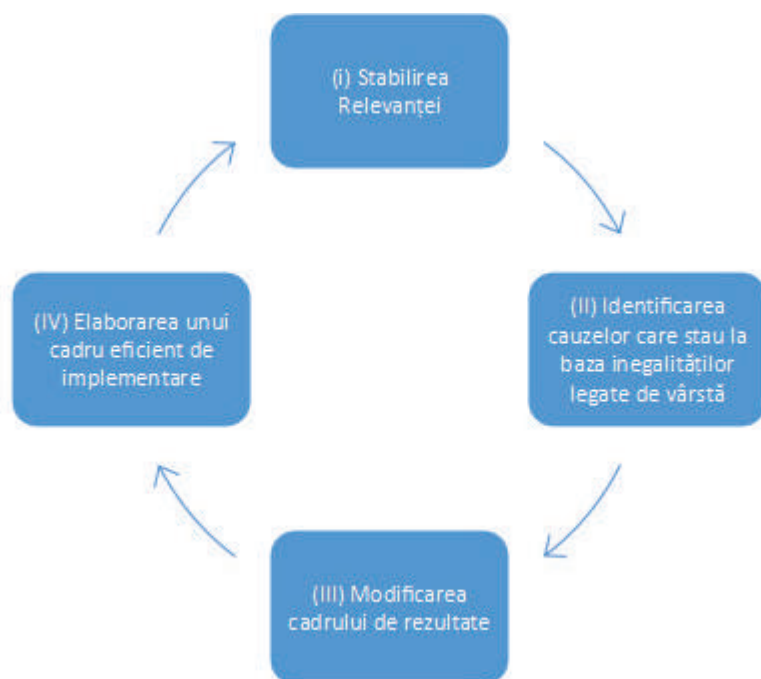 (i) Stabilirea
Relevanței
(II) Identificarea
cauzelor care stau la
baza inegalităților
legate de vârstă
(III) Modificarea
cadrului de rezultate
(IV) Elaborarea unui
cadru eficient de
implementare